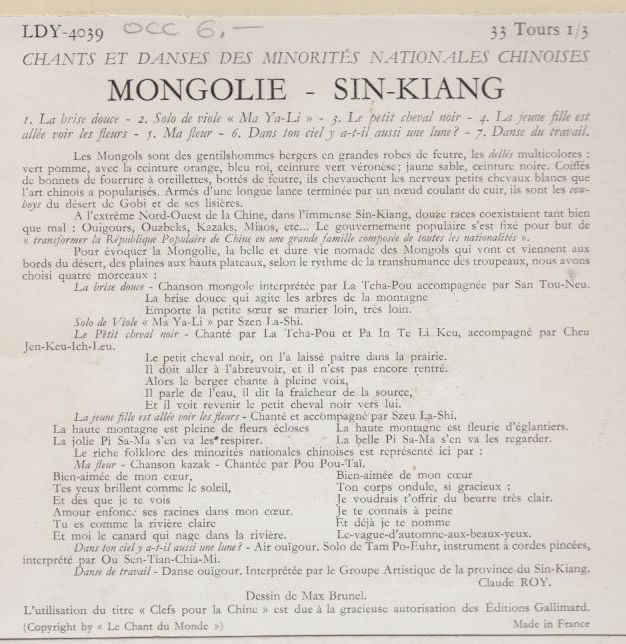 LDY-4039 OCC 6,- 33 Tours 1/3
CHANTS ET DANSES DES MINORITÉS NATIONALES CHINOISES
MONGOLIE - SIN-KIANG
1. La brise douce - 2. Solo de viole « Ma Ya-Li » - 3. Le petit cheval noir - 4. La jeune fille est
allée voir les fleurs - 5. Ma fleur - 6. Dans ton ciel y a-t-il aussi une lune? - 7. Danse du travail.
Les Mongols sont des gentilshommes bergers en grandes robes de feutre, les dellés multicolores :
vert pomme, avec la ceinture orange, bleu roi, ceinture vert véronèse; jaune sable, ceinture noire. Coiffés
de bonnets de fourrure à oreillettes, bottés de feutre, ils chevauchent les nerveux petits chevaux blancs que
l'art chinois a popularisés. Armés d'une longue lance terminée par un nœud coulant de cuir, ils sont les cow-
boys du désert de Gobi et de ses lisières.
A l'extrême Nord-Ouest de la Chine, dans l'immense Sin-Kiang, douze races coexistaient tant bien
que mal : Ouigours, Ouzbeks, Kazaks, Miaos, etc... Le gouvernement populaire s'est fixé pour but de
« transformer la République Populaire de Chine en une grande famille composée de toutes les nationalités ».
Pour évoquer la Mongolie, la belle et dure vie nomade des Mongols qui vont et viennent aux
bords du désert, des plaines aux hauts plateaux, selon le rythme de la transhumance des troupeaux, nous avons
choisi quatre morceaux :
La brise douce - Chanson mongole interprétée par La Tcha-Pou accompagnée par San Tou-Neu.
La brise douce qui agite les arbres de la montagne
Emporte la petite sœur se marier loin, très loin.
Solo de Viole « Ma Ya-Li » par Szen La-Shi.
Le Petit cheval noir - Chanté par La Tcha-Pou et Pa In Te Li Keu, accompagné par Cheu
Jen-Keu-Ich-Leu.
Le petit cheval noir, on l'a laissé paître dans la prairie.
Il doit aller à l'abreuvoir, et il n'est pas encore rentré.
Alors le berger chante à pleine voix,
Il parle de l'eau, il dit la fraîcheur de la source,
Et il voit revenir le petit cheval noir vers lui.
La jeune fille est allée voir les fleurs - Chanté et accompagné par Szeu La-Shi.
La haute montagne est pleine de fleurs écloses La haute montagne est fleurie d'églantiers.
La jolie Pi Sa-Ma s'en va les respirer. La belle Pi Sa-Ma s'en va les regarder.
Le riche folklore des minorités nationales chinoises est représenté ici par :
Ma fleur - Chanson kazak - Chantée par Pou Pou-Taï.
Bien-aimée de mon cœur, Bien-aimée de mon cœur
Tes yeux brillent comme le soleil, Ton corps ondule, si gracieux :
Et dès que je te vois Je voudrais t'offrir du beurre très clair.
Amour enfonce ses racines dans mon cœur. Je te connais à peine
Tu es comme la rivière claire Et déjà je te nomme
Et moi le canard qui nage dans la rivière. Le-vague-d'automne-aux-beaux-yeux.
Dans ton ciel y a-t-il aussi une lune? - Air ouïgour. Solo de Tam Po-Euhr, instrument à cordes pincées,
interprété par Ou Sen-Tian-Chia-Mi.
Danse de travail - Danse ouïgour. Interprétée par le Groupe Artistique de la province du Sin-Kiang.
Claude ROY.
Dessin de Max Brunel.
L'utilisation du titre « Clefs pour la Chine » est due à la gracieuse autorisation des Éditions Gallimard.
(Copyright by « Le Chant du Monde ») Made in France